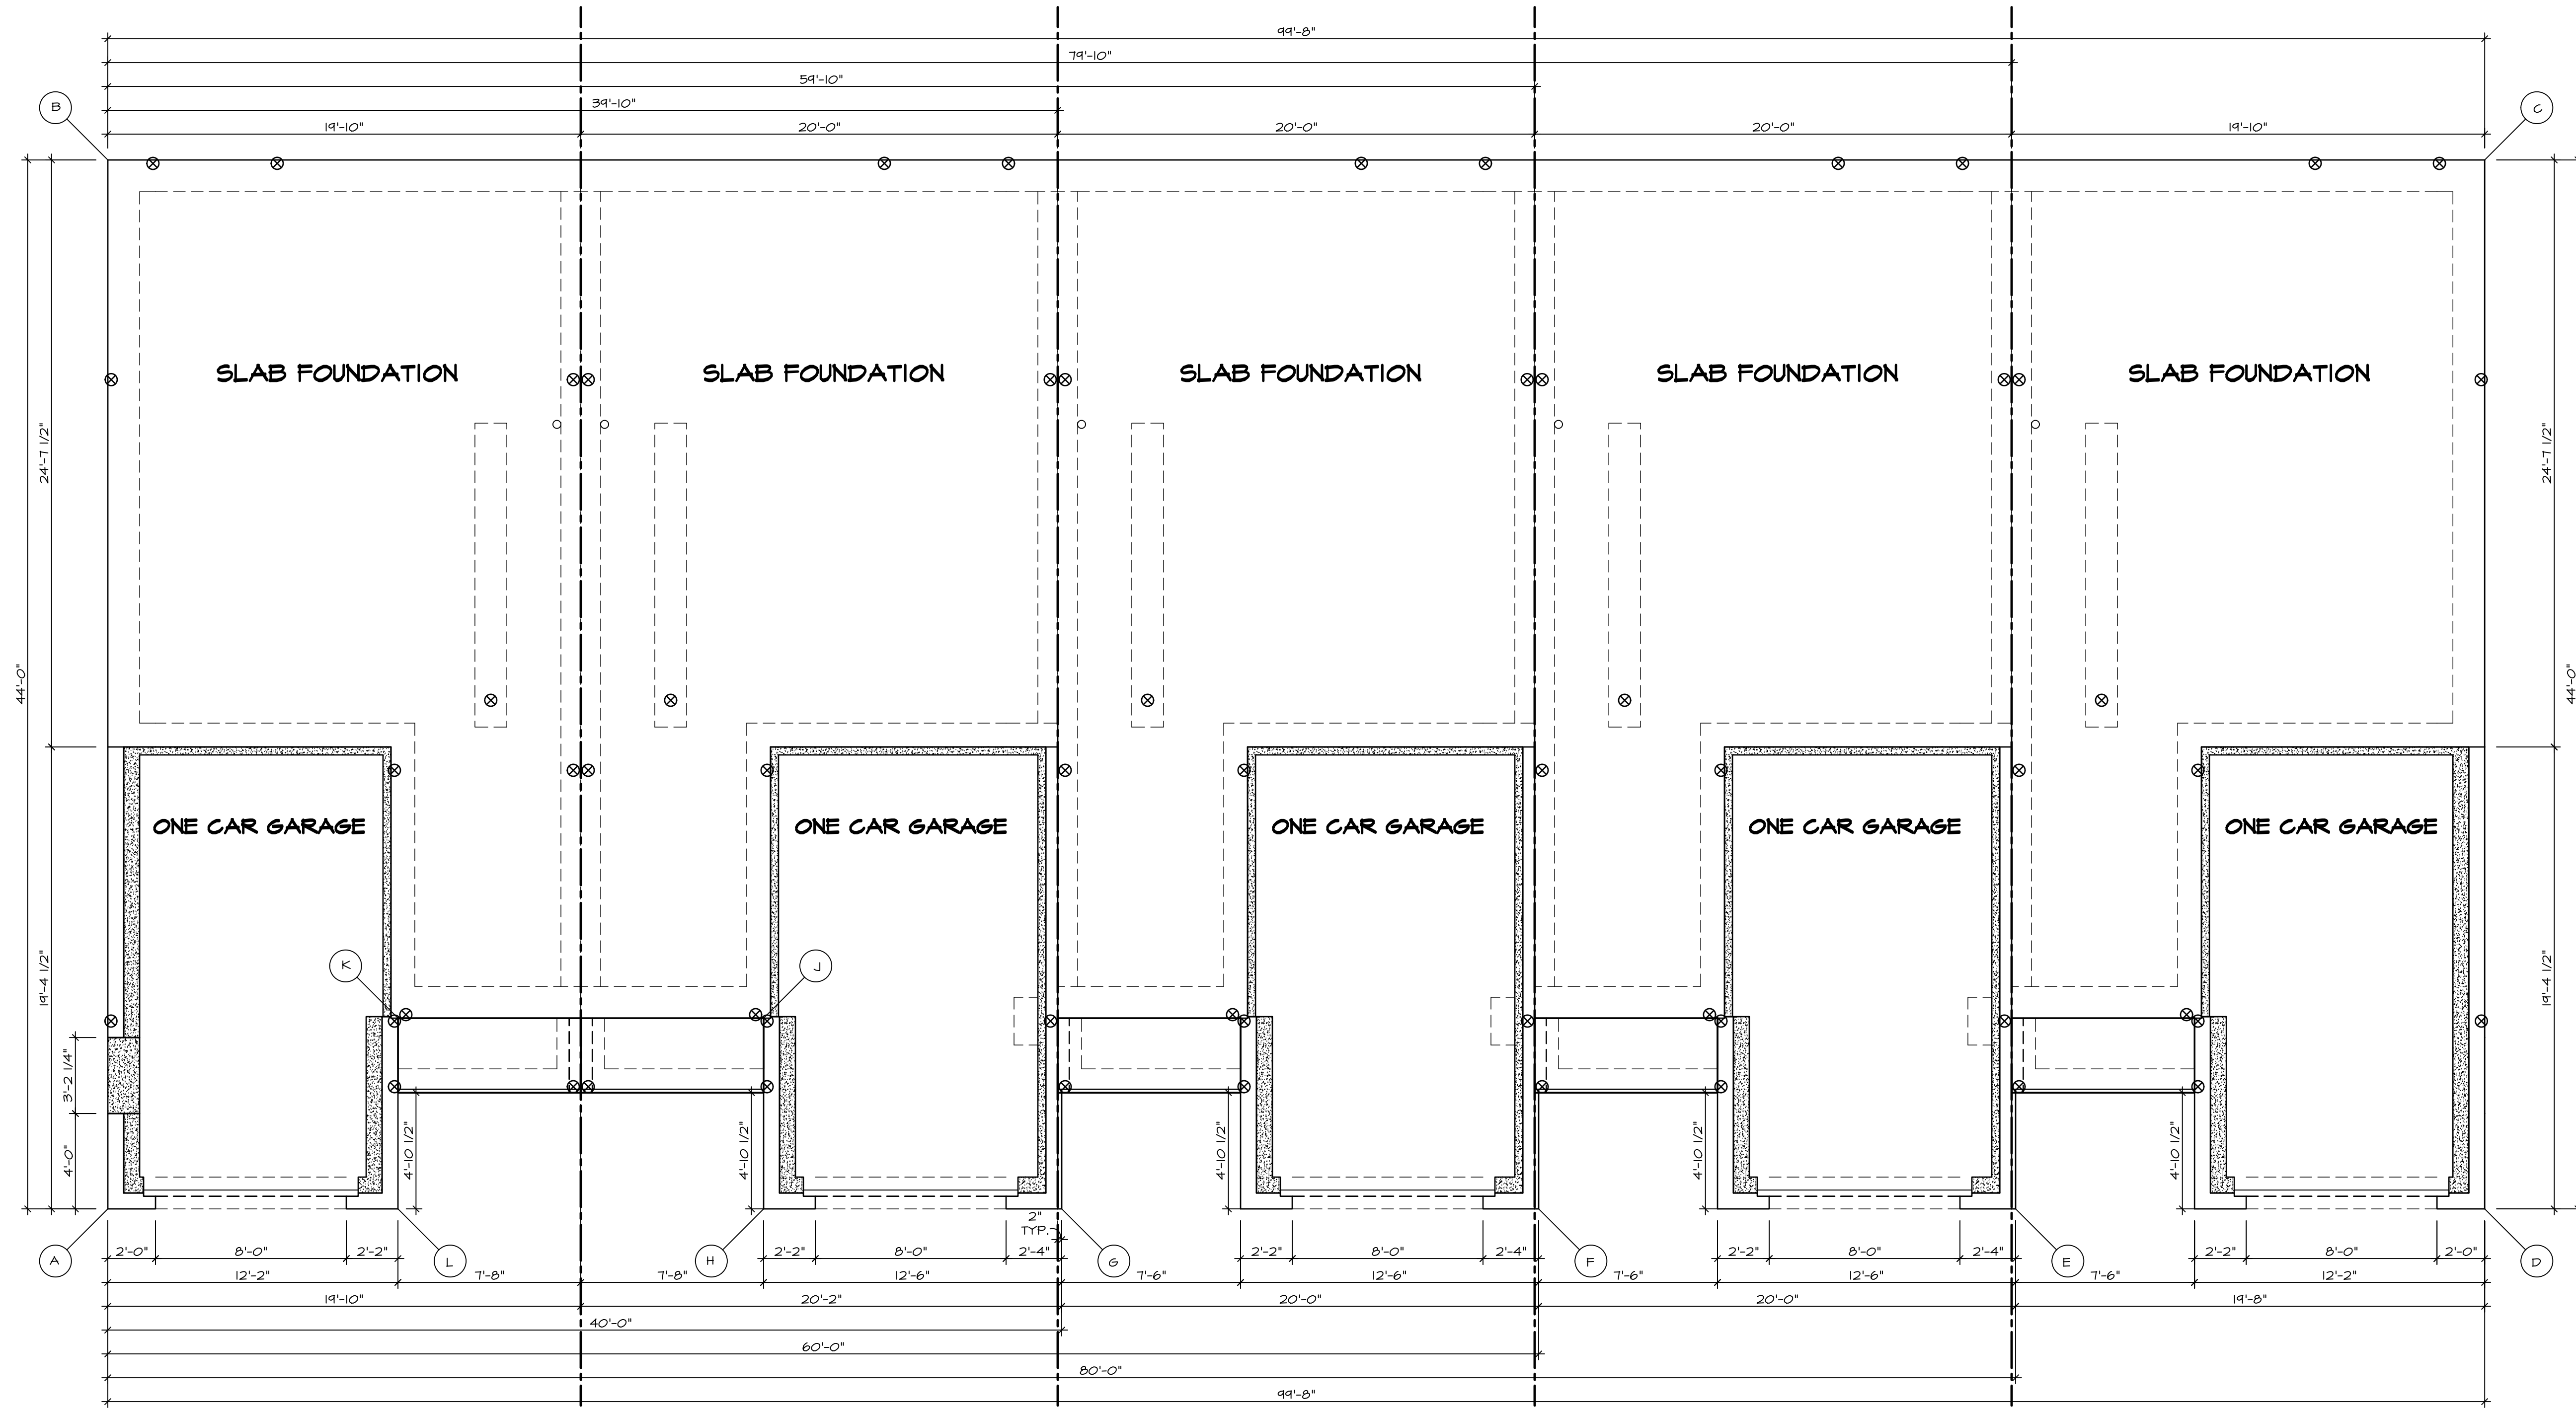 99'-8"
79'-10"
59'-10"
39'-10"
19'-10" 20'-0" 20'-0" 20'-0" 19'-10"
B C
SLAB FOUNDATION SLAB FOUNDATION SLAB FOUNDATION SLAB FOUNDATION SLAB FOUNDATION
24'-7 1/2" 24'-7 1/2"
44'-0" 44'-0"
ONE CAR GARAGE ONE CAR GARAGE ONE CAR GARAGE ONE CAR GARAGE ONE CAR GARAGE
K J
19'-4 1/2" 19'-4 1/2"
3'-2 1/4"
4'-0" 4'-10 1/2" 4'-10 1/2" 4'-10 1/2" 4'-10 1/2" 4'-10 1/2"
2"
TYP.
A L H G F E D
2'-0" 8'-0" 2'-2" 2'-2" 8'-0" 2'-4" 2'-2" 8'-0" 2'-4" 2'-2" 8'-0" 2'-4" 2'-2" 8'-0" 2'-0"
12'-2" 7'-8" 7'-8" 12'-6" 7'-6" 12'-6" 7'-6" 12'-6" 7'-6" 12'-2"
19'-10" 20'-2" 20'-0" 20'-0" 19'-8"
40'-0"
60'-0"
80'-0"
99'-8"